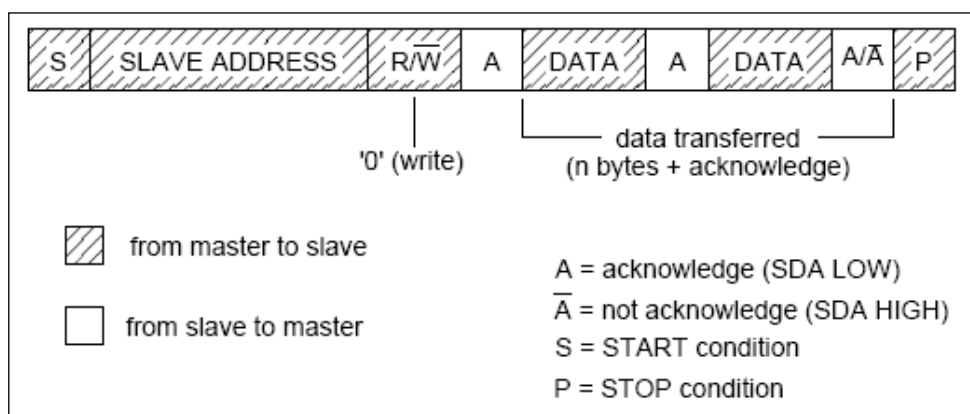 S SLAVE ADDRESS R/W̅ A DATA A DATA A/A̅ P
data transferred
'0' (write)
(n bytes + acknowledge)
from master to slave
from slave to master
A = acknowledge (SDA LOW)
A̅ = not acknowledge (SDA HIGH)
S = START condition
P = STOP condition